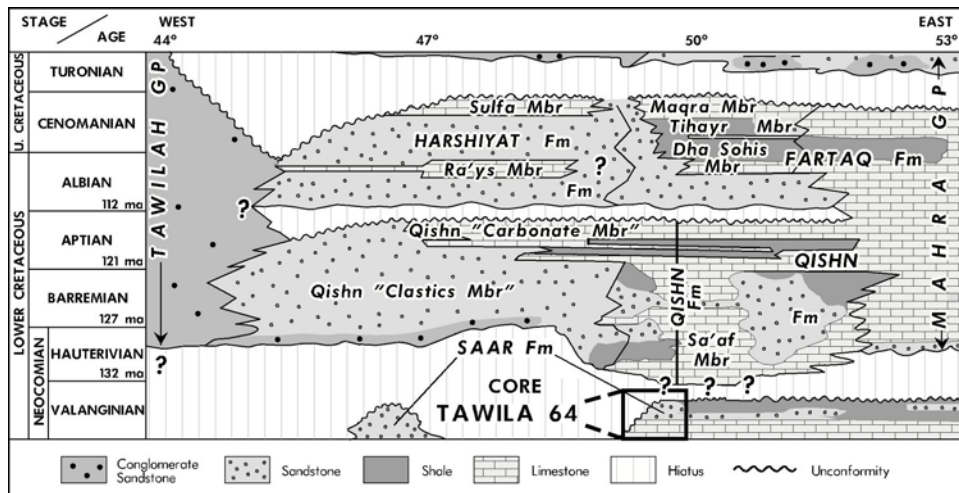 STAGE WEST EAST
AGE 44° 47° 50° 53°
U. CRETACEOUS
TURONIAN
CENOMANIAN
LOWER CRETACEOUS
ALBIAN
112 ma
APTIAN
121 ma
BARREMIAN
127 ma
NEOCOMIAN
HAUTERIVIAN
132 ma
VALANGINIAN
TAWILAH GP
?
?
Sulfa Mbr
HARSHIYAT Fm
?
Ra'ys Mbr
Fm
Maqra Mbr
Tihayr Mbr
Dha Sohis
Mbr
FARTAQ Fm
MAHRA GP
Qishn "Carbonate Mbr"
QISHN
Qishn "Clastics Mbr"
QISHN Fm
Fm
Sa'af
Mbr
SAAR Fm
? ? ?
CORE
TAWILA 64
Conglomerate
Sandstone
Sandstone
Shale
Limestone
Hiatus
Unconformity